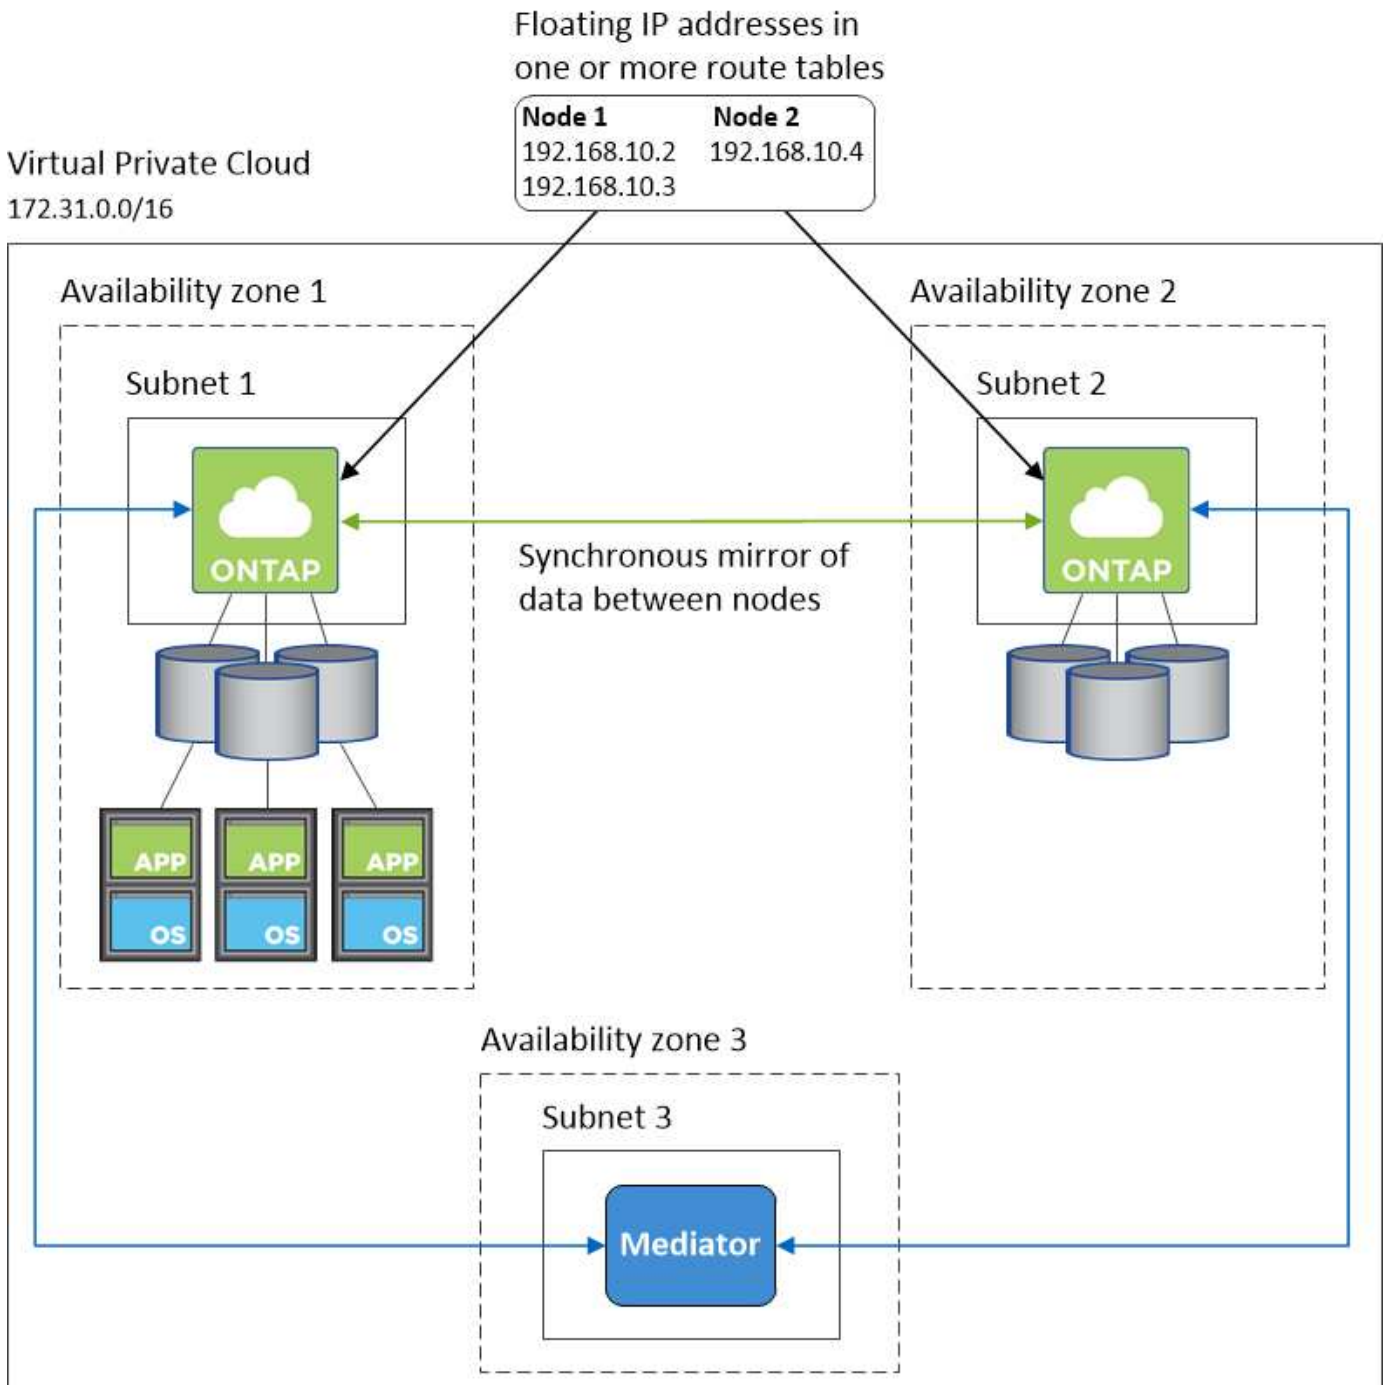 Floating IP addresses in
one or more route tables
Node 1 Node 2
192.168.10.2 192.168.10.4
192.168.10.3
Virtual Private Cloud
172.31.0.0/16
Availability zone 1
Availability zone 2
Subnet 1
Subnet 2
ONTAP
ONTAP
Synchronous mirror of
data between nodes
APP APP APP
OS OS OS
Availability zone 3
Subnet 3
Mediator